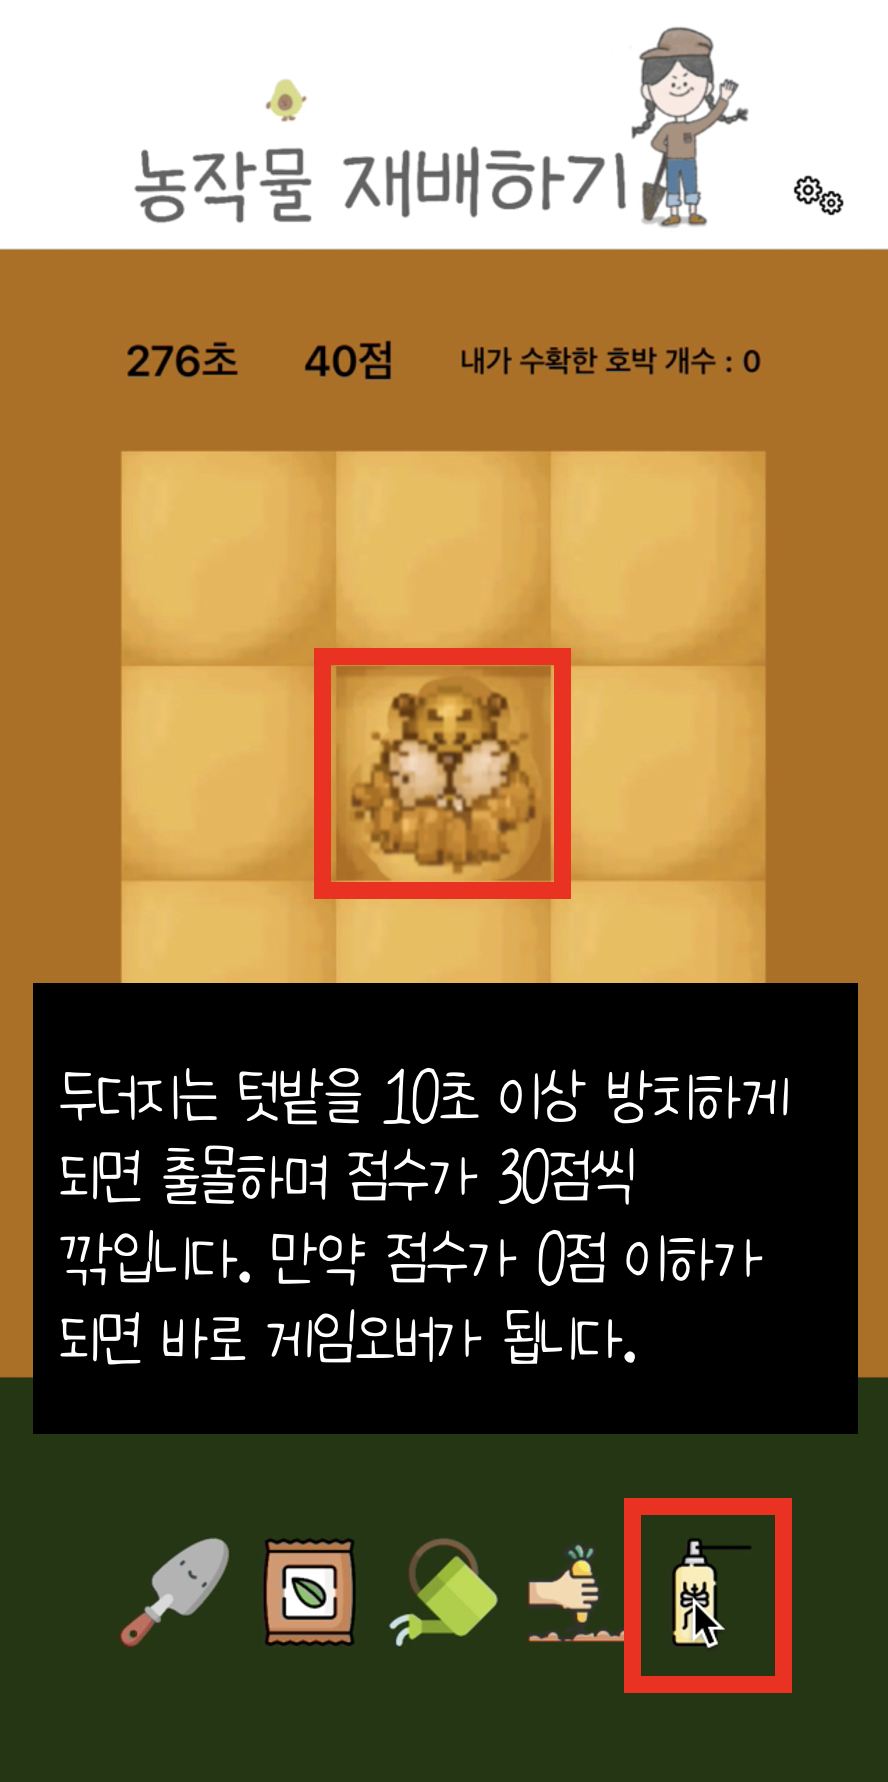 농작물 재배하기
276초 40점 내가 수확한 호박 개수 : 0
두더지는 텃밭을 10초 이상 방치하게
되면 출몰하며 점수가 30점씩
깎입니다. 만약 점수가 0점 이하가
되면 바로 게임오버가 됩니다.